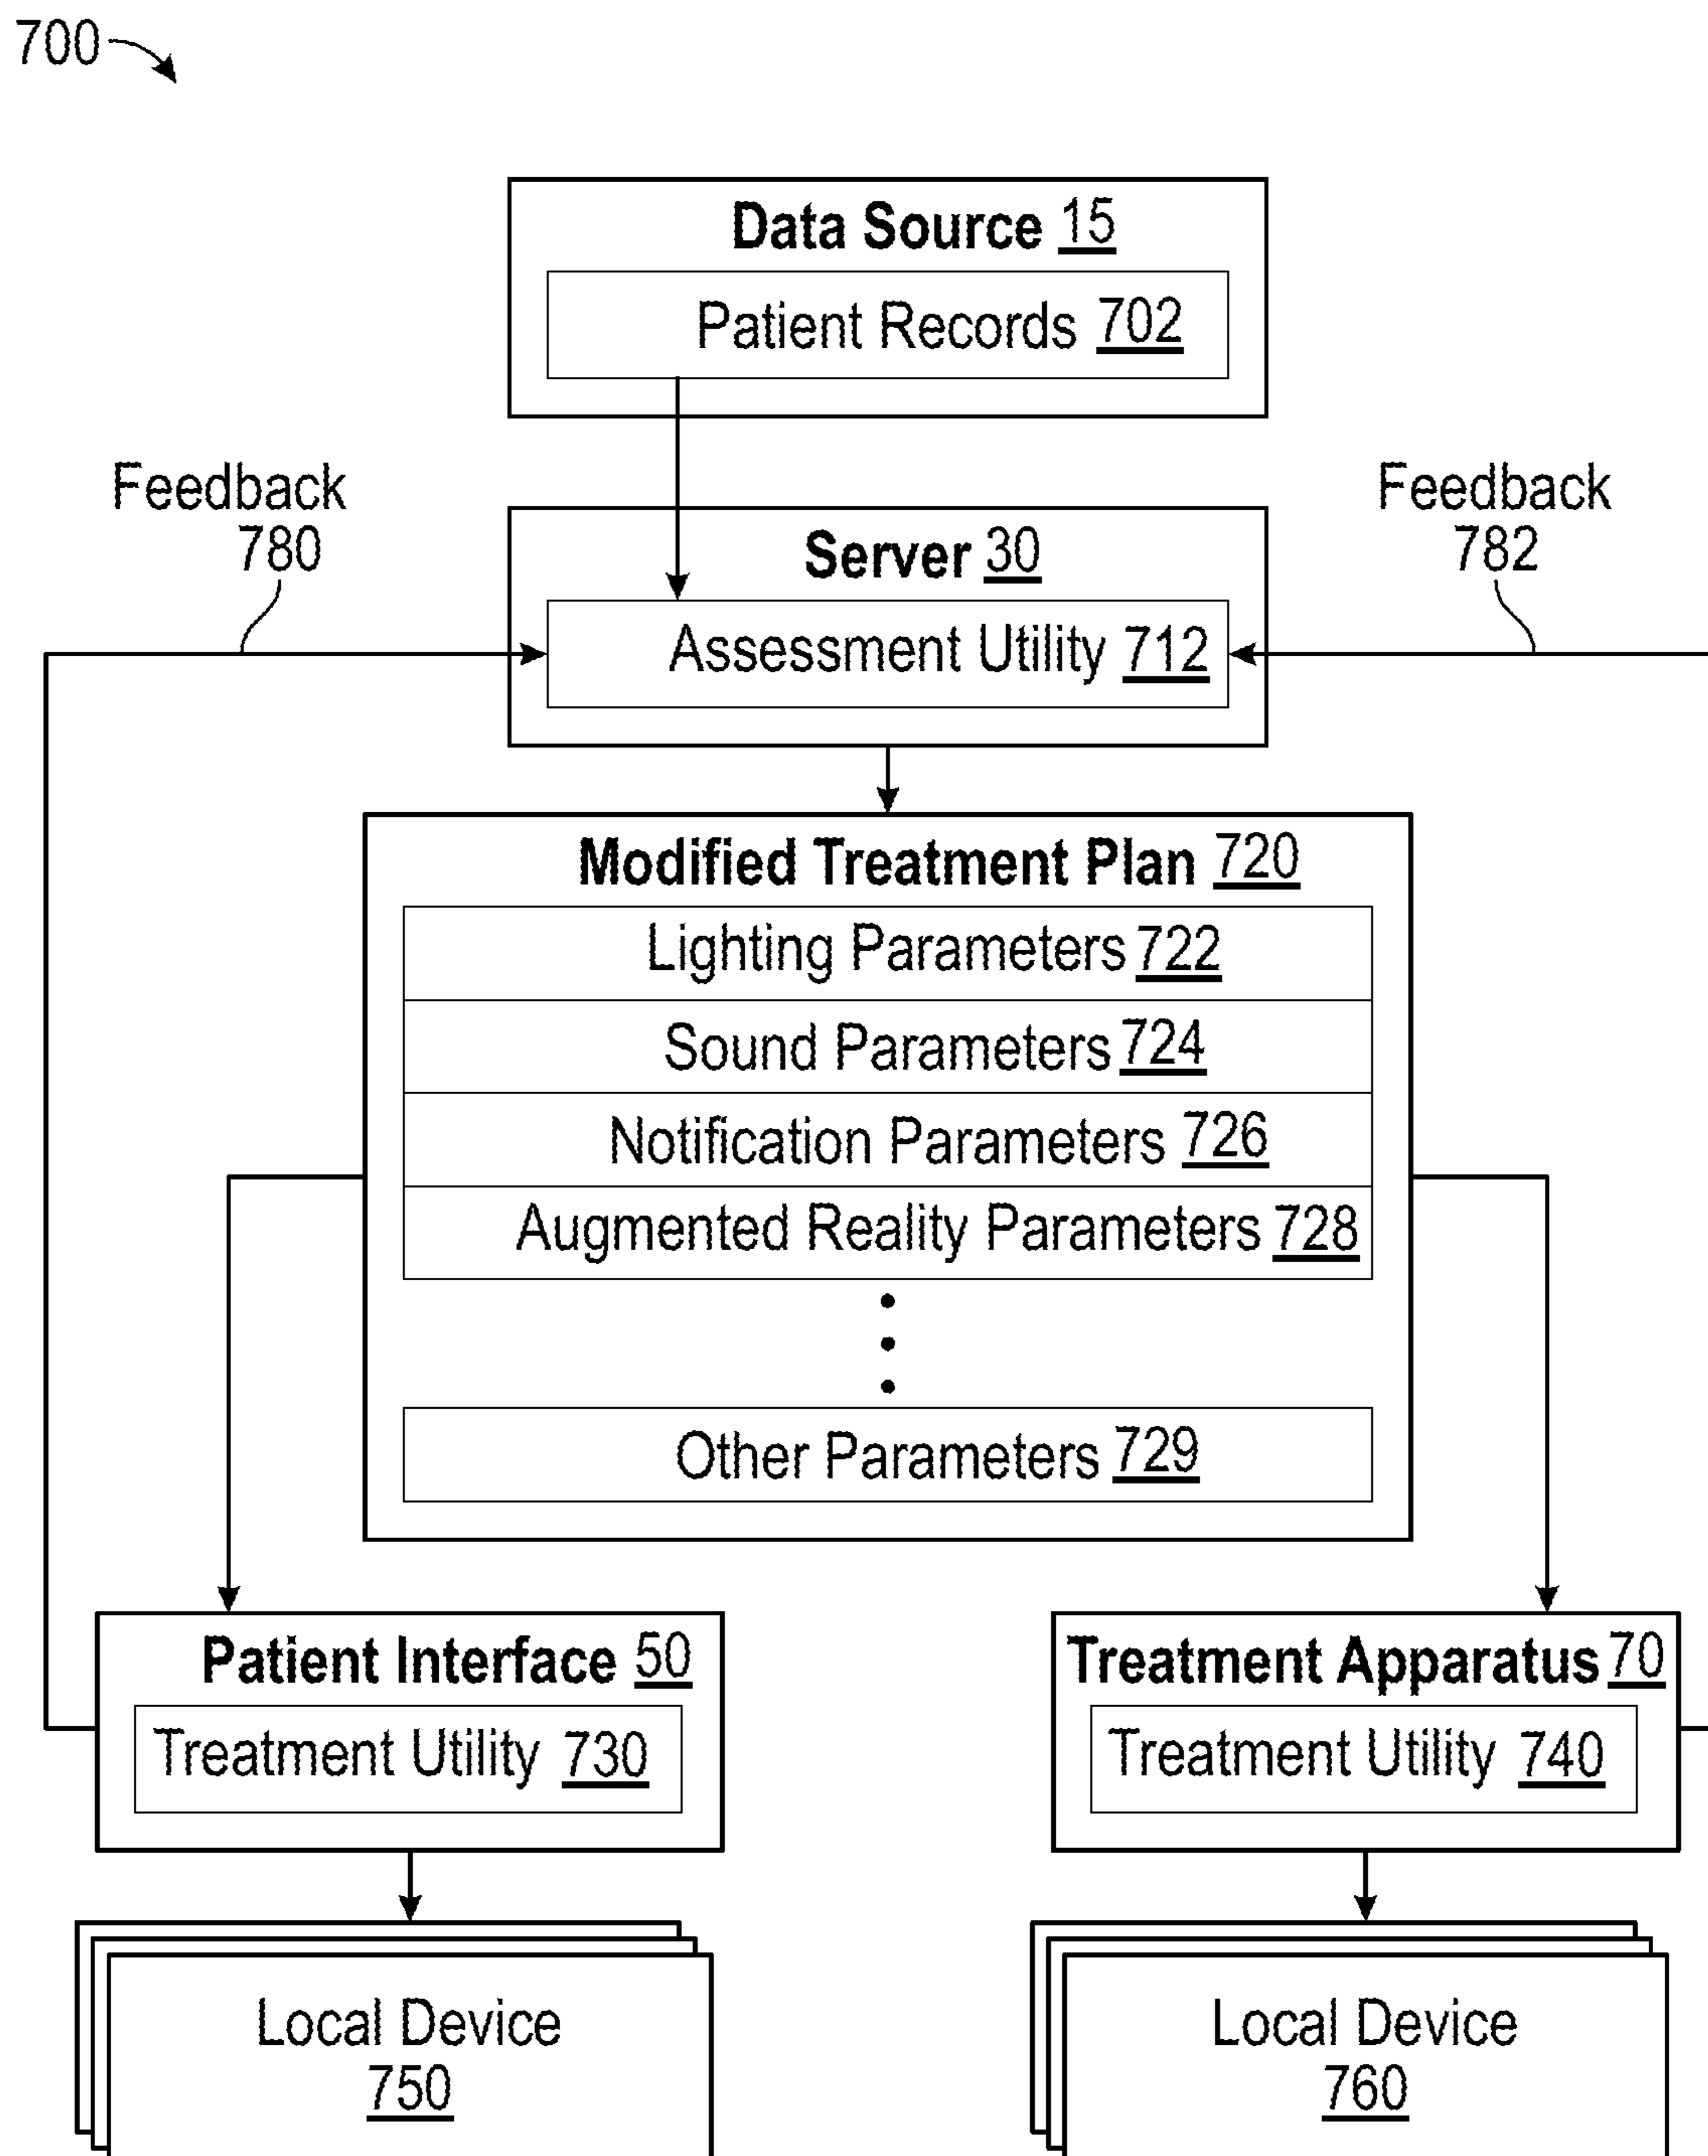 700
Data Source 15
Patient Records 702
Feedback
780
Feedback
782
Server 30
Assessment Utility 712
Modified Treatment Plan 720
Lighting Parameters 722
Sound Parameters 724
Notification Parameters 726
Augmented Reality Parameters 728
Other Parameters 729
Patient Interface 50
Treatment Utility 730
Treatment Apparatus 70
Treatment Utility 740
Local Device
750
Local Device
760